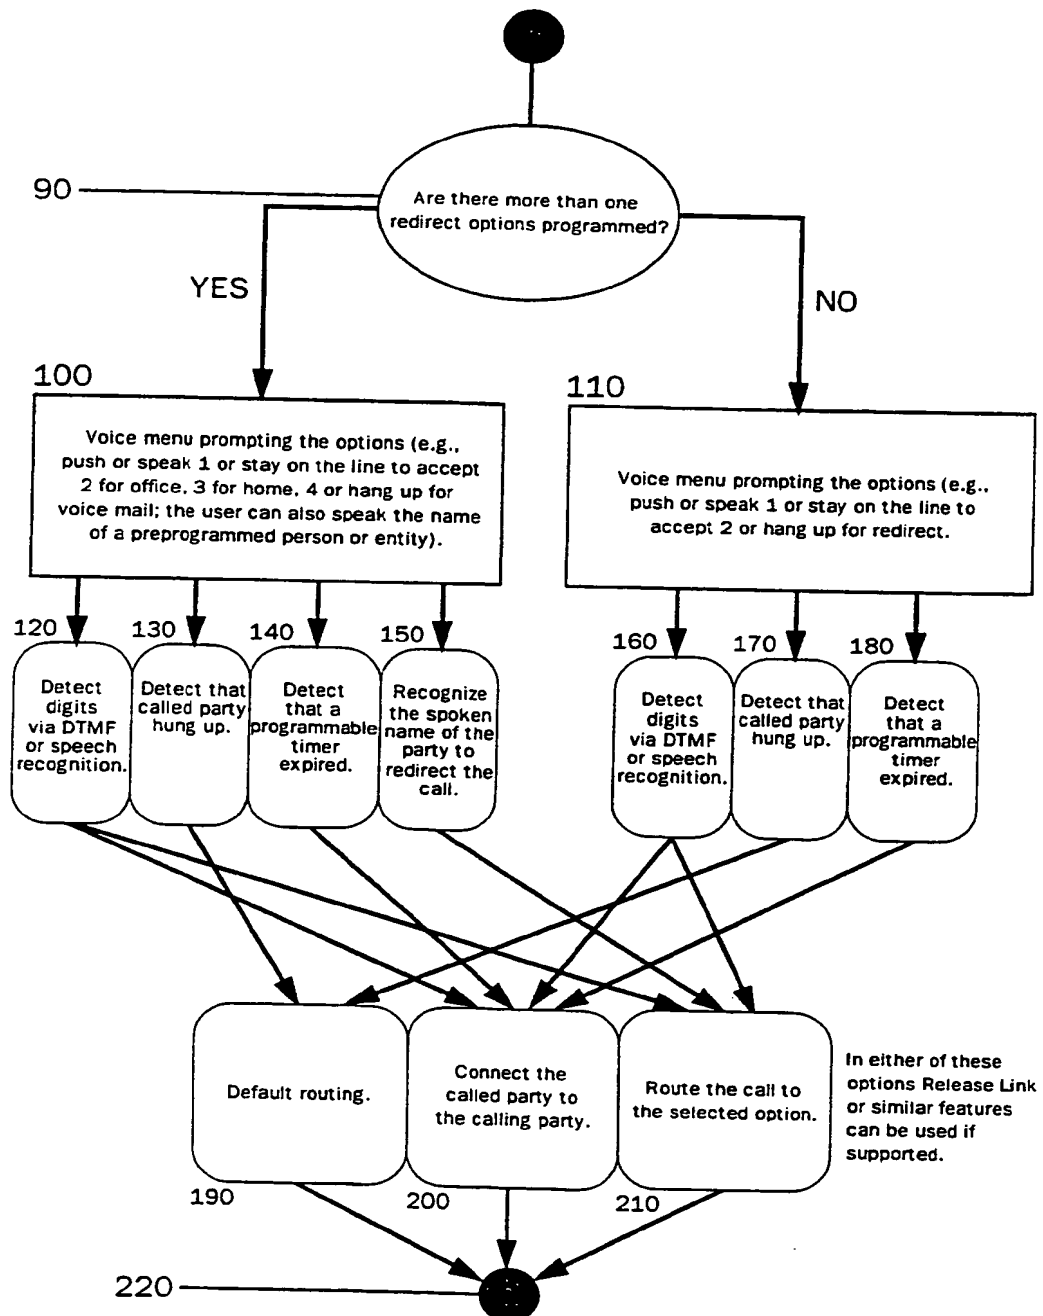 90
Are there more than one
redirect options programmed?
YES
NO
100
Voice menu prompting the options (e.g.,
push or speak 1 or stay on the line to accept
2 for office, 3 for home, 4 or hang up for
voice mail; the user can also speak the name
of a preprogrammed person or entity).
110
Voice menu prompting the options (e.g.,
push or speak 1 or stay on the line to
accept 2 or hang up for redirect.
120
Detect
digits
via DTMF
or speech
recognition.
130
Detect that
called party
hung up.
140
Detect
that a
programmable
timer
expired.
150
Recognize
the spoken
name of the
party to
redirect the
call.
160
Detect
digits
via DTMF
or speech
recognition.
170
Detect that
called party
hung up.
180
Detect
that a
programmable
timer
expired.
Default routing.
190
Connect the
called party to
the calling party.
200
Route the call to
the selected option.
210
In either of these
options Release Link
or similar features
can be used if
supported.
220